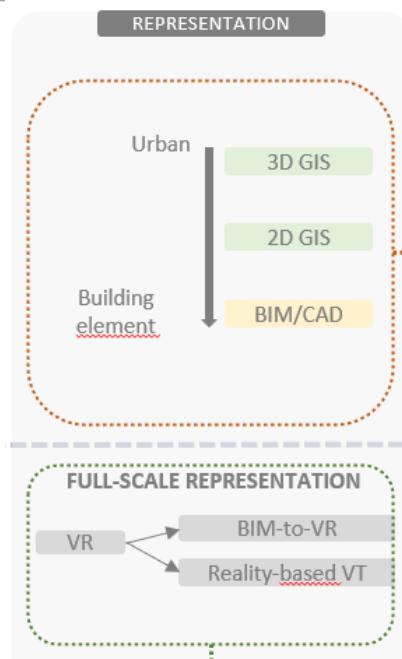 REPRESENTATION
Urban
3D GIS
2D GIS
Building
element
BIM/CAD
FULL-SCALE REPRESENTATION
VR
BIM-to-VR
Reality-based VT